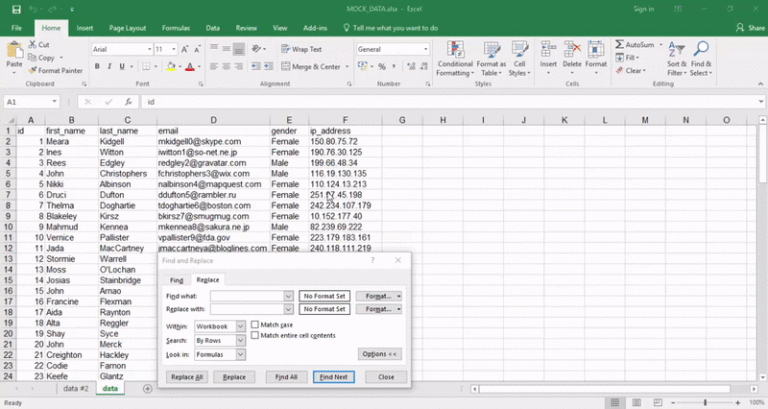 MOCK_DATA.xlsx - Excel
Sign in
File Home Insert Page Layout Formulas Data Review View Add-ins Tell me what you want to do Share
Cut
Copy
Format Painter
Paste
Clipboard
Arial 11
B I U
Font
Wrap Text
Merge & Center
Alignment
General
Number
Conditional Formatting
Format as Table
Cell Styles
Styles
Insert Delete Format
Cells
AutoSum
Fill
Clear
Sort & Filter
Find & Select
Editing
A1 fx id
A B C D E F G H I J K L M N O
1 id first_name last_name email gender ip_address
2 1 Meara Kidgell mkidgell0@skype.com Female 150.80.75.72
3 2 Ines Witton iwitton1@so-net.ne.jp Female 190.76.30.125
4 3 Rees Edgley redgley2@gravatar.com Male 199.66.48.34
5 4 John Christophers fchristophers3@wix.com Male 116.19.130.135
6 5 Nikki Albinson nalbinson4@mapquest.com Female 110.124.13.213
7 6 Druci Dufton ddufton5@rambler.ru Female
8 7 Thelma Doghartie tdoghartie6@boston.com Female 242.234.107.179
9 8 Blakeley Kirsz bkirsz7@smugmug.com Female 10.152.177.40
10 9 Mahmud Kennea mkennea8@sakura.ne.jp Male 82.239.69.222
11 10 Vernice Pallister vpallister9@fda.gov Female 223.179.183.161
12 11 Jada MacCartney jmaccartneya@bloglines.com Female 240.118.111.219
13 12 Stormie Warrell
14 13 Moss O'Lochan
15 14 Josias Stainbridge
16 15 John Arnao
17 16 Francine Flexman
18 17 Aida Raynton
19 18 Alta Reggler
20 19 Shay Syce
21 20 John Merck
22 21 Creighton Hackley
23 22 Codie Farnon
24 23 Keefe Glantz
Find and Replace ?
Find Replace
Find what: No Format Set Format...
Replace with: No Format Set Format...
Within: Workbook Match case
Match entire cell contents
Search: By Rows
Look in: Formulas Options <<
Replace All Replace Find All Find Next Close
data #2 data
Ready 100%